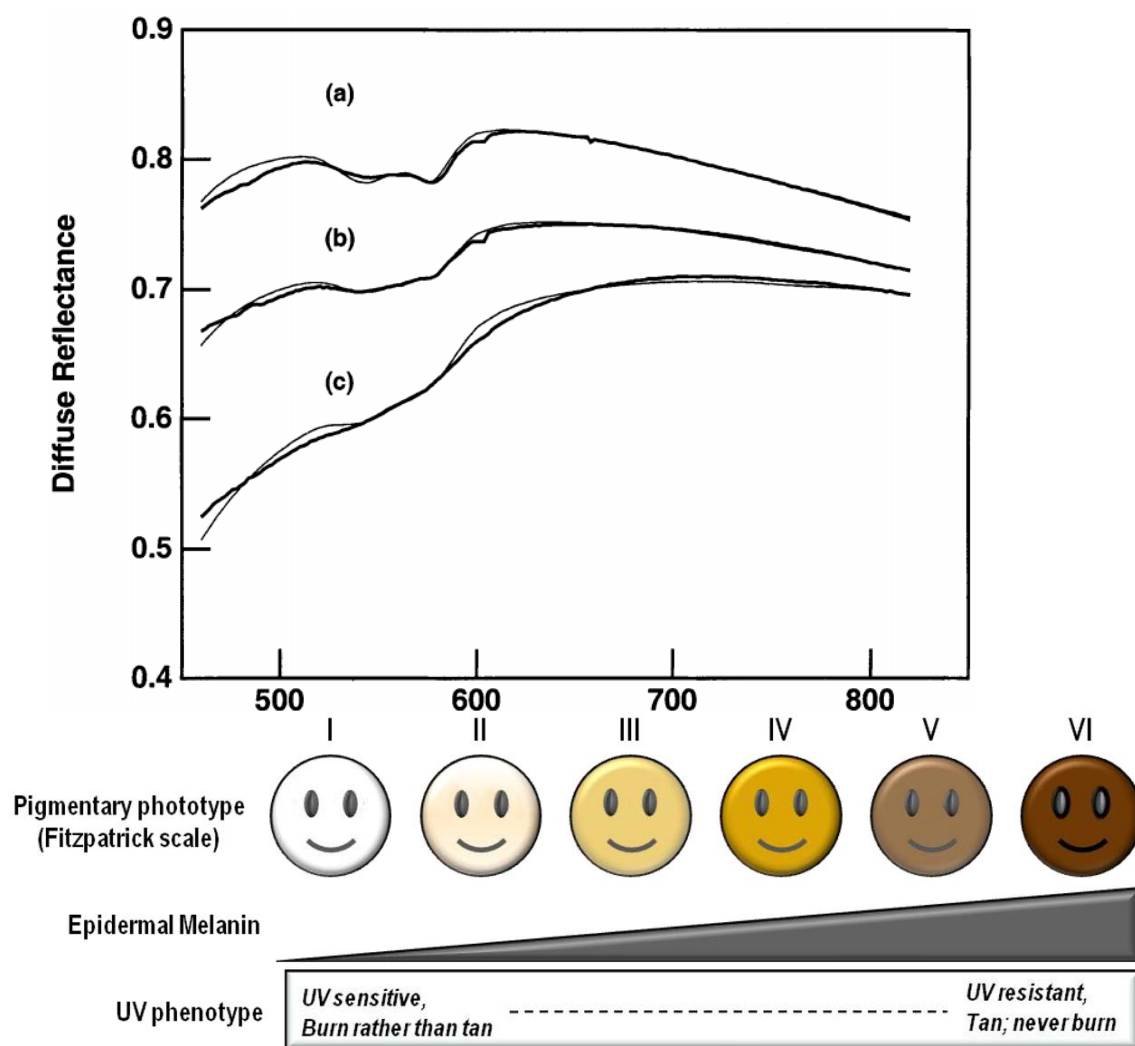 0.9
(a)
0.8
(b)
0.7
(c)
0.6
0.5
0.4
Diffuse Reflectance
500 600 700 800
I II III IV V VI
Pigmentary phototype
(Fitzpatrick scale)
Epidermal Melanin
UV phenotype
UV sensitive,
Burn rather than tan
UV resistant,
Tan; never burn